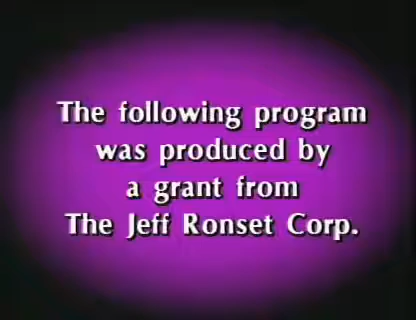 The following program
was produced by
a grant from
The Jeff Ronset Corp.